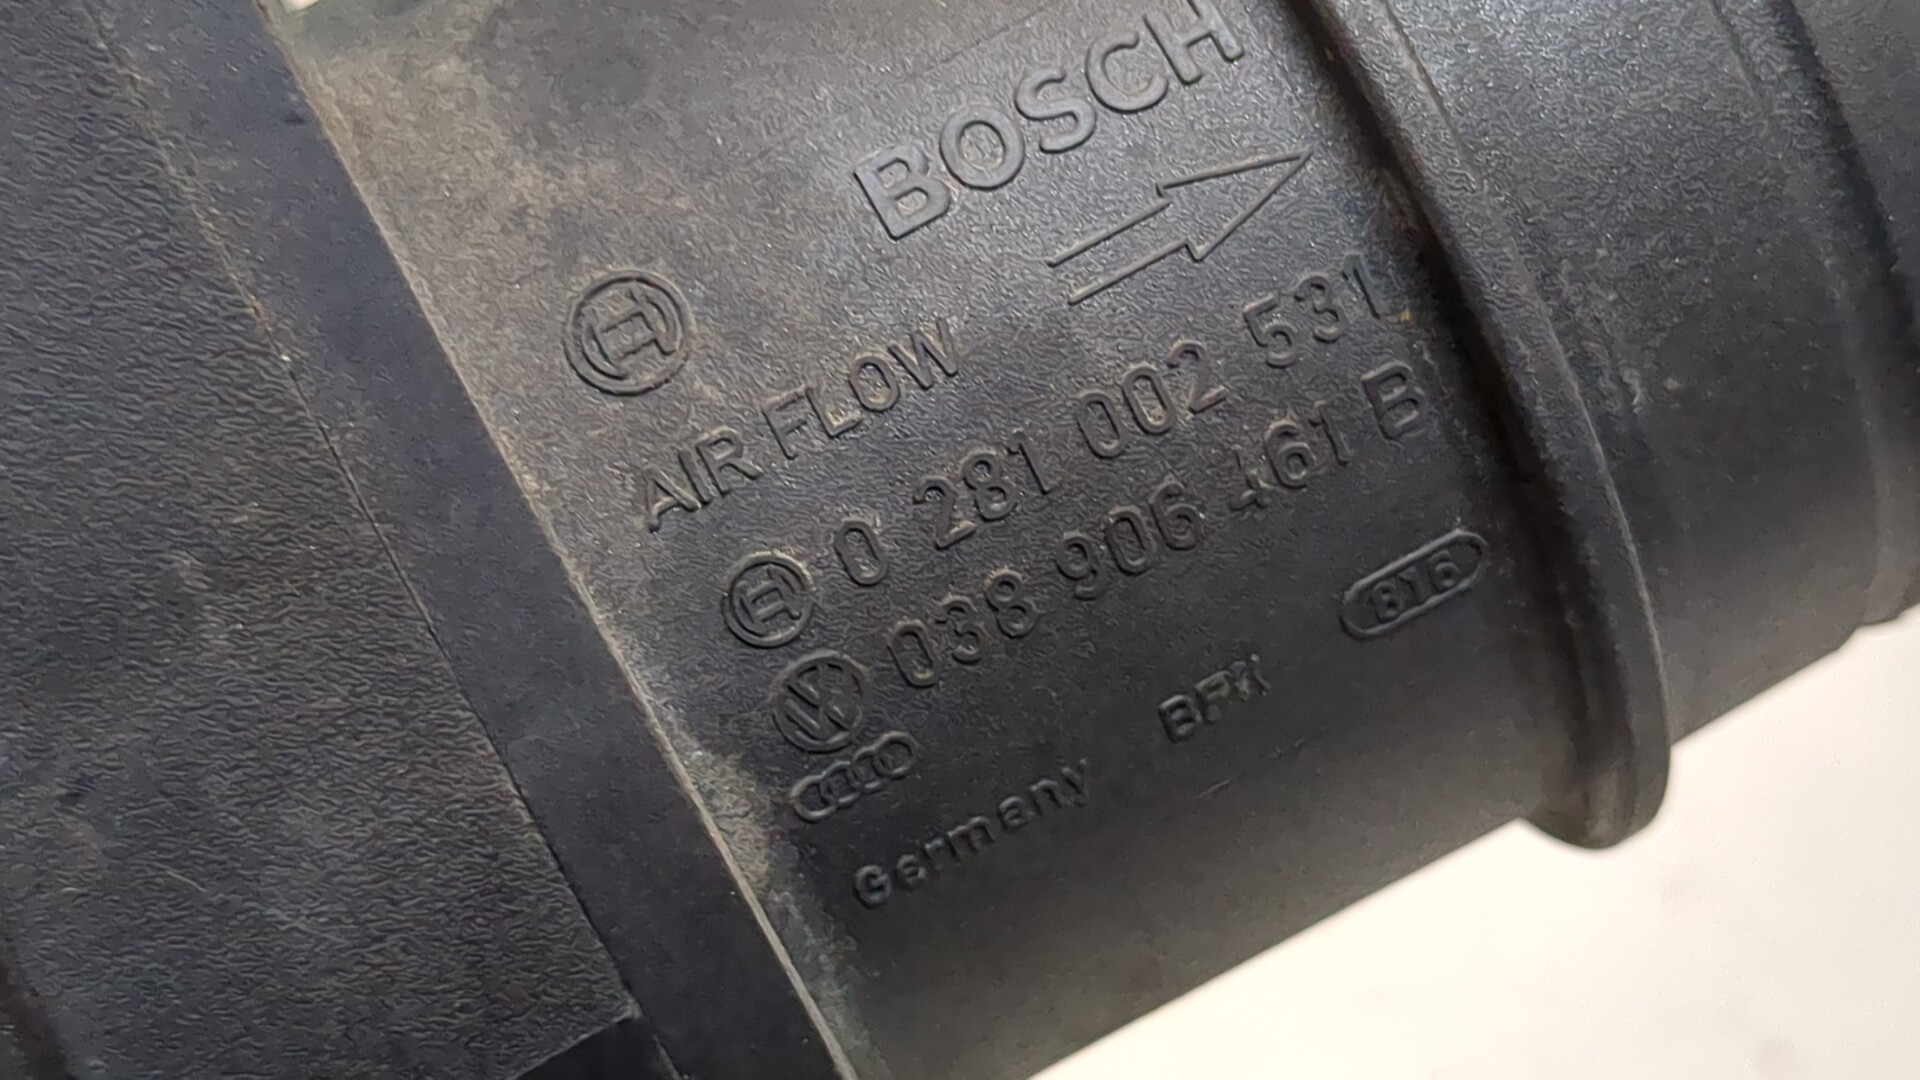 BOSCH
AIR FLOW
0 281 002 531
038 906 461 B
816
Germany